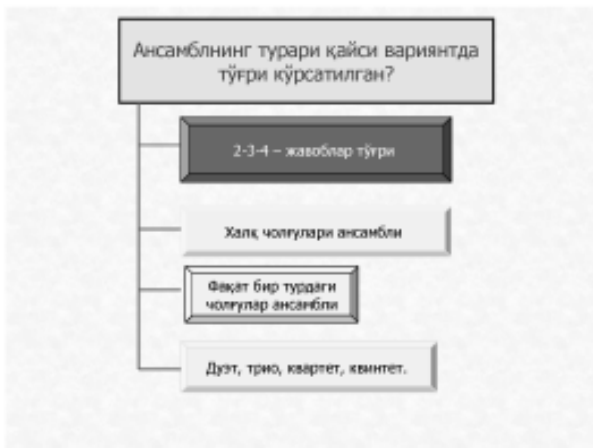 Ансамблнинг турари қайси вариянтда
тўғри кўрсатилган?
2-3-4 – жавоблар тўғри
Халқ чолғулари ансамбли
Фақат бир турдаги
чолғулар ансамбли
Дуэт, трио, квартет, квинтет.